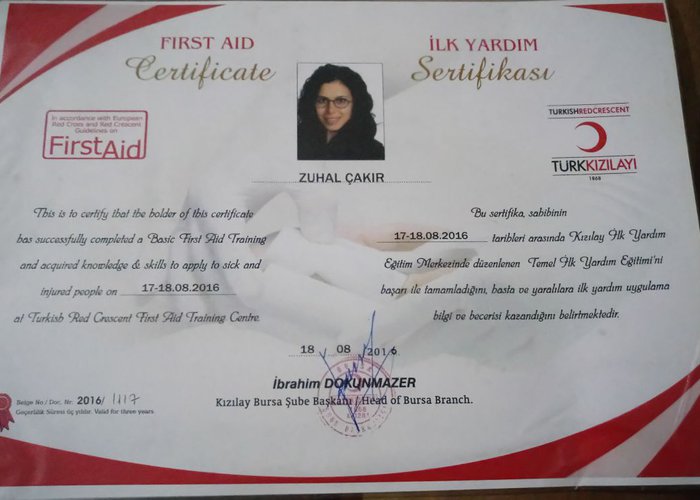 FIRST AID
Certificate
İLK YARDIM
Sertifikası
In accordance with European
Red Cross and Red Crescent
Guidelines on
First Aid
TURKISHREDCRESCENT
TÜRKKIZILAYI
1868
ZUHAL ÇAKIR
This is to certify that the holder of this certificate
has successfully completed a Basic First Aid Training
and acquired knowledge & skills to apply to sick and
injured people on 17-18.08.2016
at Turkish Red Crescent First Aid Training Centre.
Bu sertifika, sahibinin
17-18.08.2016 tarihleri arasında Kızılay İlk Yardım
Eğitim Merkezinde düzenlenen Temel İlk Yardım Eğitimi'ni
başarı ile tamamladığını, hasta ve yaralılara ilk yardım uygulama
bilgi ve becerisi kazandığını belirtmektedir.
18 / 08 / 2016
İbrahim DOKUNMAZER
Kızılay Bursa Şube Başkanı / Head of Bursa Branch.
Belge No / Doc. Nr. 2016/ 1117
Geçerlilik Süresi üç yıldır. Valid for three years